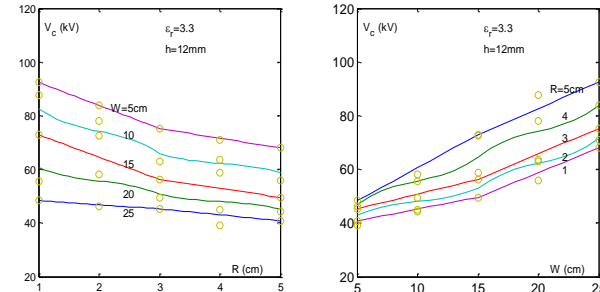 120
V_c (kV)
ε_r=3.3
h=12mm
100
W=5cm
80
10
15
60
20
40
25
R (cm)
20
1 2 3 4 5
120
V_c (kV)
ε_r=3.3
h=12mm
100
R=5cm
4
80
3
2
60
1
40
W (cm)
20
5 10 15 20 25